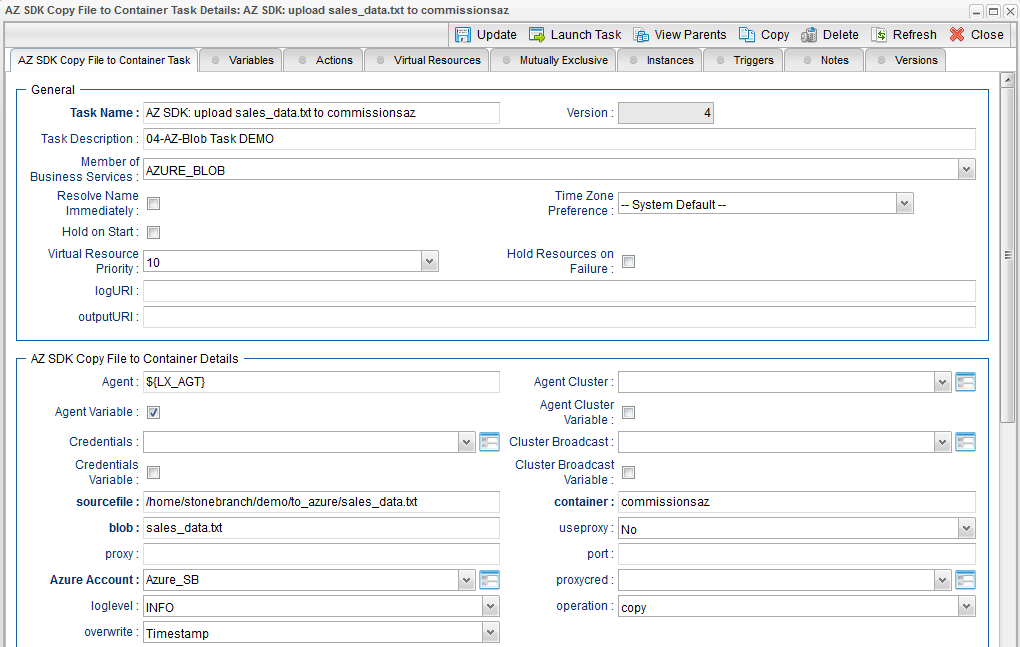 AZ SDK Copy File to Container Task Details: AZ SDK: upload sales_data.txt to commissionsaz
Update Launch Task View Parents Copy Delete Refresh Close
AZ SDK Copy File to Container Task Variables Actions Virtual Resources Mutually Exclusive Instances Triggers Notes Versions
General
Task Name : AZ SDK: upload sales_data.txt to commissionsaz Version : 4
Task Description : 04-AZ-Blob Task DEMO
Member of
Business Services : AZURE_BLOB
Resolve Name
Immediately :
Time Zone
Preference : -- System Default --
Hold on Start :
Virtual Resource
Priority : 10
Hold Resources on
Failure :
logURI :
outputURI :
AZ SDK Copy File to Container Details
Agent : ${LX_AGT} Agent Cluster :
Agent Variable :
Agent Cluster
Variable :
Credentials : Cluster Broadcast :
Credentials
Variable :
Cluster Broadcast
Variable :
sourcefile : /home/stonebranch/demo/to_azure/sales_data.txt container : commissionsaz
blob : sales_data.txt useproxy : No
proxy : port :
Azure Account : Azure_SB proxycred :
loglevel : INFO operation : copy
overwrite : Timestamp